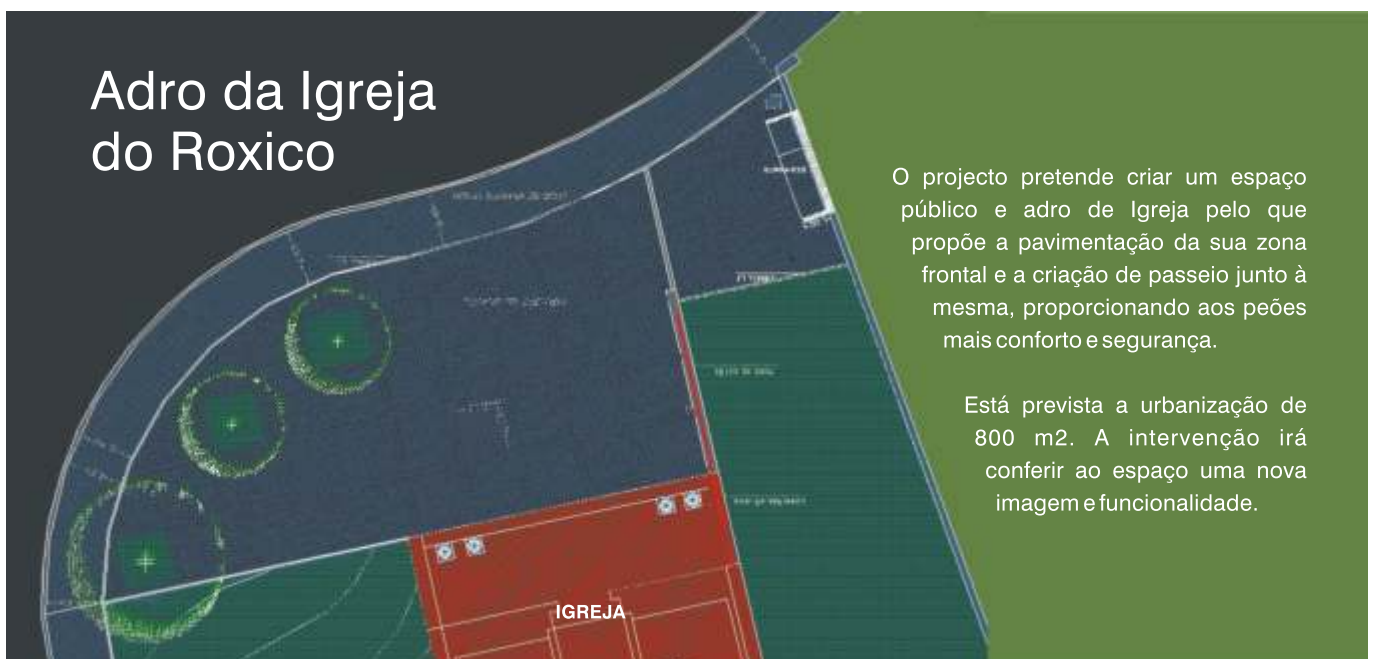 Adro da Igreja
do Roxico
O projecto pretende criar um espaço
público e adro de Igreja pelo que
propõe a pavimentação da sua zona
frontal e a criação de passeio junto à
mesma, proporcionando aos peões
mais conforto e segurança.
Está prevista a urbanização de
800 m2. A intervenção irá
conferir ao espaço uma nova
imagem e funcionalidade.
IGREJA